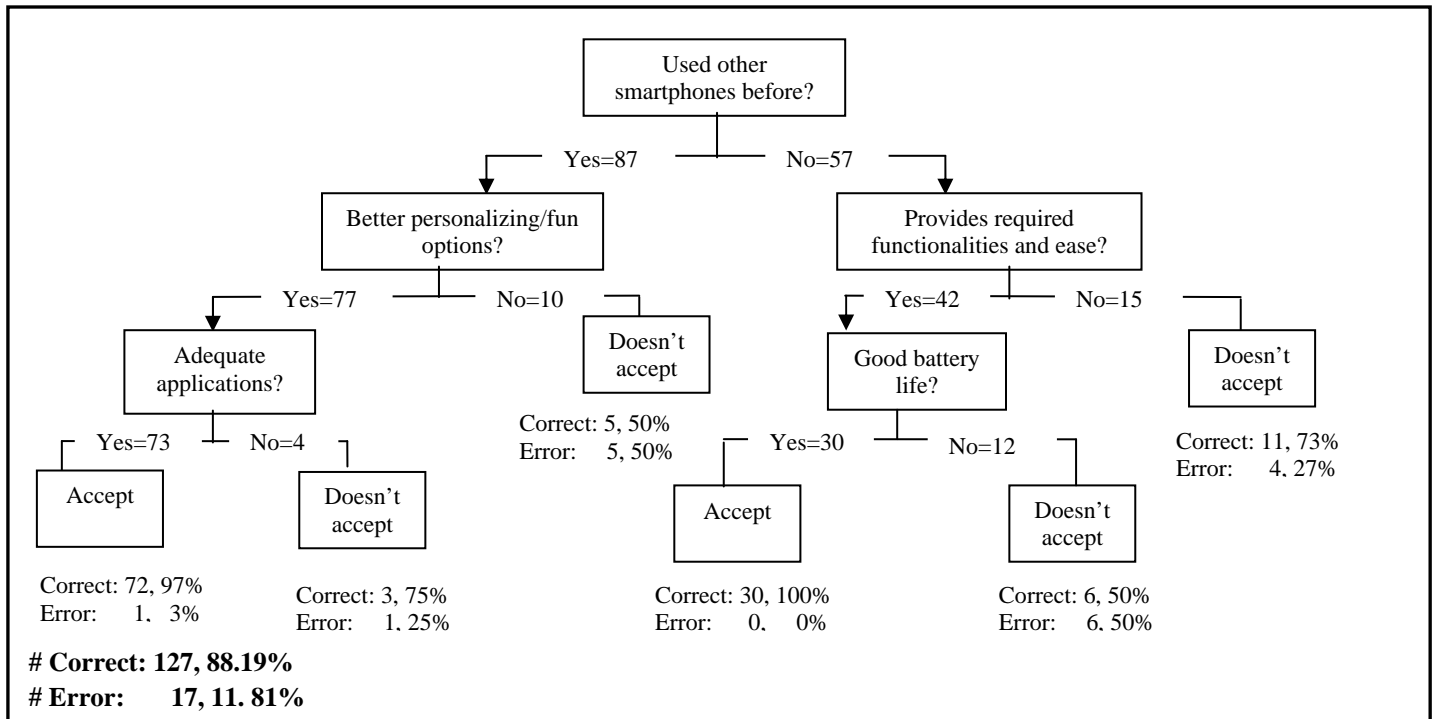 Used other
smartphones before?
Yes=87
No=57
Better personalizing/fun
options?
Provides required
functionalities and ease?
Yes=77
No=10
Yes=42
No=15
Adequate
applications?
Doesn't
accept
Good battery
life?
Doesn't
accept
Correct: 5, 50%
Error: 5, 50%
Correct: 11, 73%
Error: 4, 27%
Yes=73
No=4
Yes=30
No=12
Accept
Doesn't
accept
Accept
Doesn't
accept
Correct: 72, 97%
Error: 1, 3%
Correct: 3, 75%
Error: 1, 25%
Correct: 30, 100%
Error: 0, 0%
Correct: 6, 50%
Error: 6, 50%
# Correct: 127, 88.19%
# Error: 17, 11. 81%